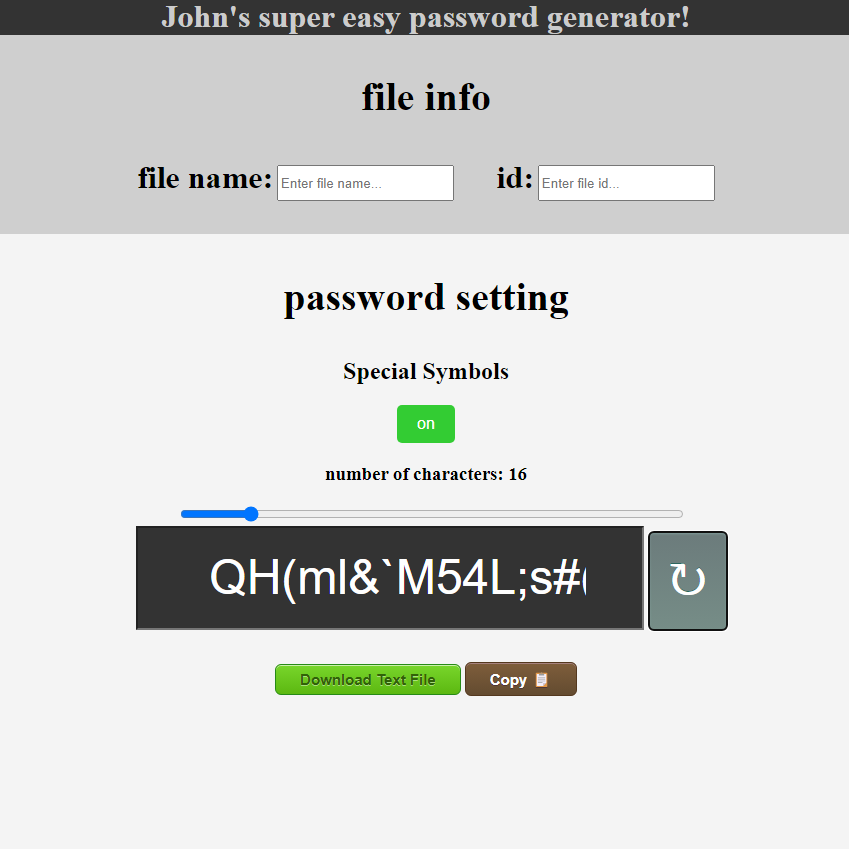 John's super easy password generator!
file info
file name: Enter file name... id: Enter file id...
password setting
Special Symbols
on
number of characters: 16
QH(ml&`M54L;s#
↻
Download Text File Copy 📋